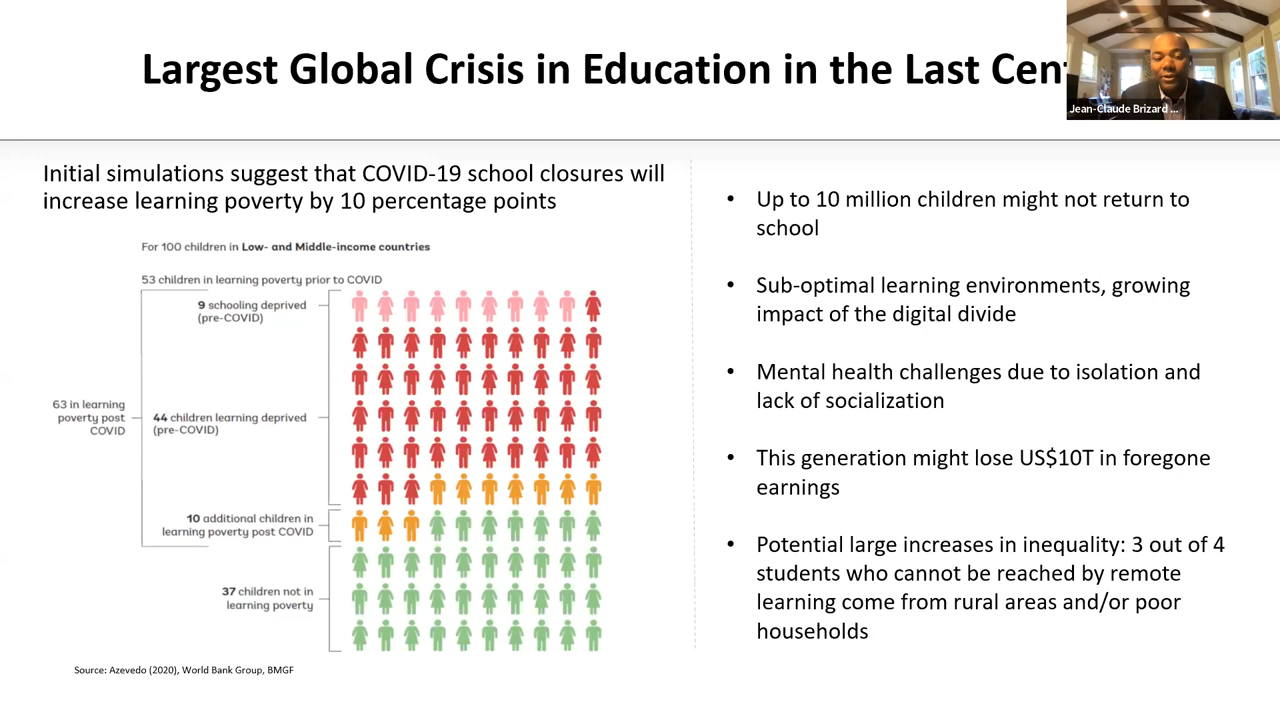 Largest Global Crisis in Education in the Last
Jean-Claude Brizard ...
Initial simulations suggest that COVID-19 school closures will
increase learning poverty by 10 percentage points
For 100 children in Low- and Middle-income countries
53 children in learning poverty prior to COVID
9 schooling deprived
(pre-COVID)
63 in learning
poverty post
COVID
44 children learning deprived
(pre-COVID)
10 additional children in
learning poverty post COVID
37 children not in
learning poverty
Source: Azevedo (2020), World Bank Group, BMGF
• Up to 10 million children might not return to
school
• Sub-optimal learning environments, growing
impact of the digital divide
• Mental health challenges due to isolation and
lack of socialization
• This generation might lose US$10T in foregone
earnings
• Potential large increases in inequality: 3 out of 4
students who cannot be reached by remote
learning come from rural areas and/or poor
households